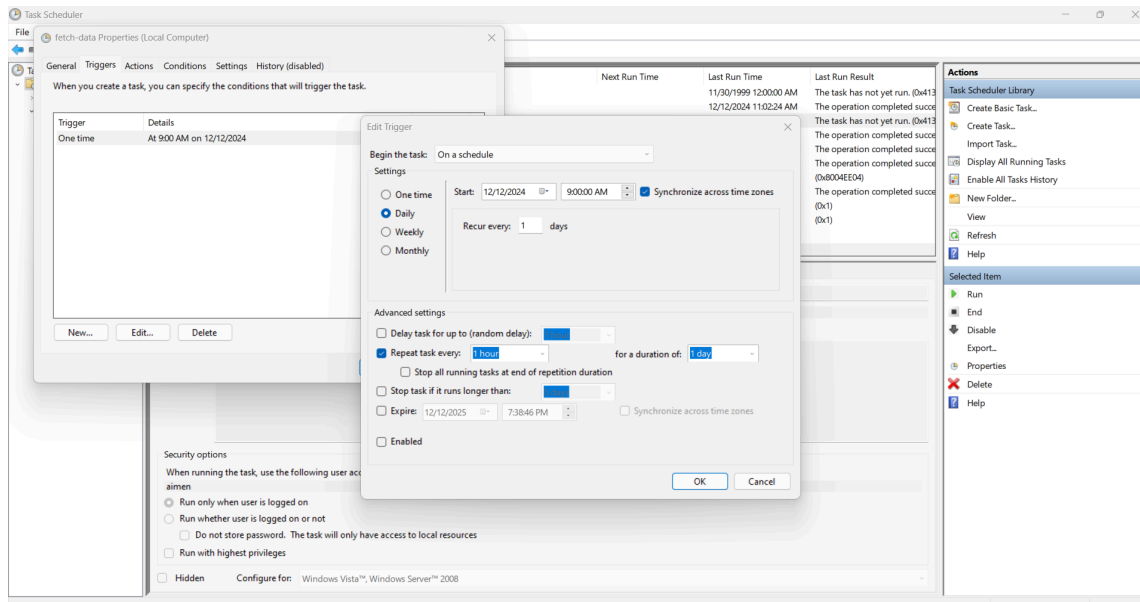 Task Scheduler
File
fetch-data Properties (Local Computer)
General Triggers Actions Conditions Settings History (disabled)
When you create a task, you can specify the conditions that will trigger the task.
Trigger Details
One time At 9:00 AM on 12/12/2024
New... Edit... Delete
Next Run Time Last Run Time Last Run Result
11/30/1999 12:00:00 AM The task has not yet run. (0x413
12/12/2024 11:02:24 AM The operation completed succe
The task has not yet run. (0x413
The operation completed succe
The operation completed succe
The operation completed succe
(0x8004EE04)
The operation completed succe
(0x1)
(0x1)
Edit Trigger
Begin the task: On a schedule
Settings
One time
Daily
Weekly
Monthly
Start: 12/12/2024 9:00:00 AM Synchronize across time zones
Recur every: 1 days
Advanced settings
Delay task for up to (random delay):
Repeat task every: 1 hour for a duration of: 1 day
Stop all running tasks at end of repetition duration
Stop task if it runs longer than:
Expire: 12/12/2025 7:38:46 PM Synchronize across time zones
Enabled
OK Cancel
Security options
When running the task, use the following user acc
aimen
Run only when user is logged on
Run whether user is logged on or not
Do not store password. The task will only have access to local resources
Run with highest privileges
Hidden Configure for: Windows Vista™, Windows Server™ 2008
Actions
Task Scheduler Library
Create Basic Task...
Create Task...
Import Task...
Display All Running Tasks
Enable All Tasks History
New Folder...
View
Refresh
Help
Selected Item
Run
End
Disable
Export...
Properties
Delete
Help